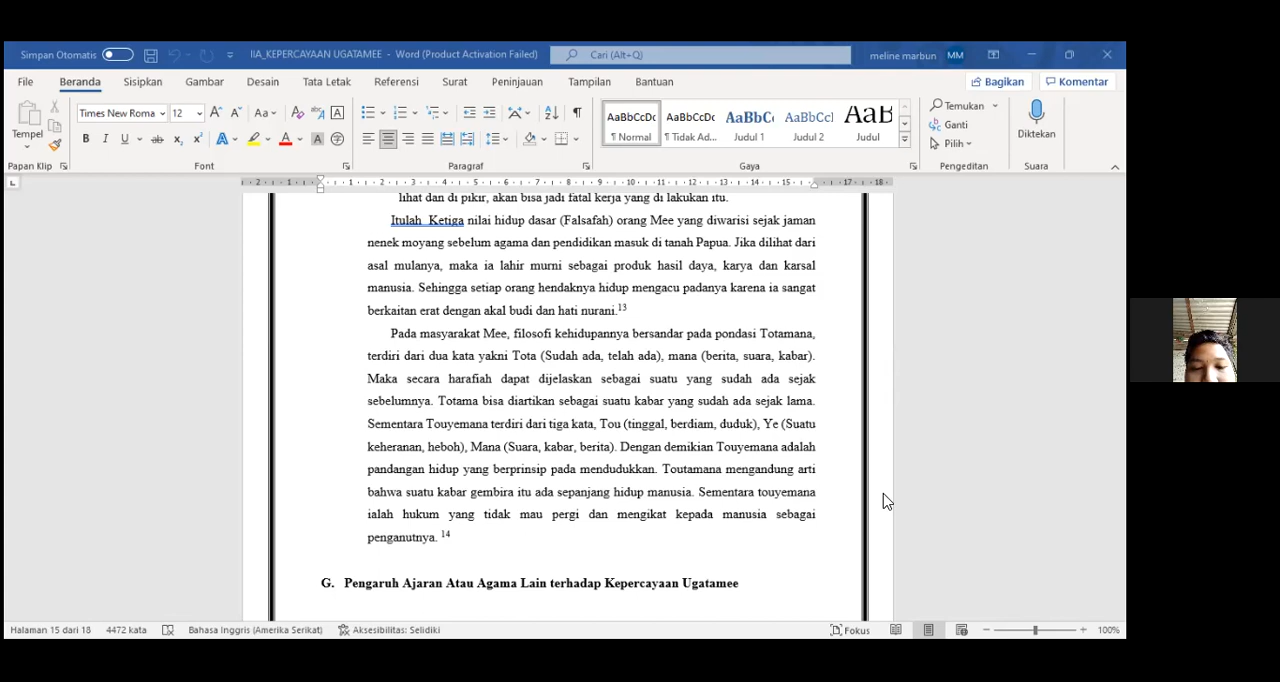 Simpan Otomatis
IIA_KEPERCAYAAN UGATAMEE - Word (Product Activation Failed)
Cari (Alt+Q)
meline marbun MM
File Beranda Sisipkan Gambar Desain Tata Letak Referensi Surat Peninjauan Tampilan Bantuan
Bagikan Komentar
Tempel
Times New Roma 12
AaBbCcDc AaBbCcDc AaBbC AaBbCcI AaB
¶ Normal ¶ Tidak Ad... Judul 1 Judul 2 Judul
Temukan
Ganti
Pilih
Diktekan
Papan Klip Font Paragraf Gaya Pengeditan Suara
lihat dan di pikir, akan bisa jadi fatal kerja yang di lakukan itu.
Itulah Ketiga nilai hidup dasar (Falsafah) orang Mee yang diwarisi sejak jaman
nenek moyang sebelum agama dan pendidikan masuk di tanah Papua. Jika dilihat dari
asal mulanya, maka ia lahir murni sebagai produk hasil daya, karya dan karsal
manusia. Sehingga setiap orang hendaknya hidup mengacu padanya karena ia sangat
berkaitan erat dengan akal budi dan hati nurani.13
Pada masyarakat Mee, filosofi kehidupannya bersandar pada pondasi Totamana,
terdiri dari dua kata yakni Tota (Sudah ada, telah ada), mana (berita, suara, kabar).
Maka secara harafiah dapat dijelaskan sebagai suatu yang sudah ada sejak
sebelumnya. Totama bisa diartikan sebagai suatu kabar yang sudah ada sejak lama.
Sementara Touyemana terdiri dari tiga kata, Tou (tinggal, berdiam, duduk), Ye (Suatu
keheranan, heboh), Mana (Suara, kabar, berita). Dengan demikian Touyemana adalah
pandangan hidup yang berprinsip pada mendudukkan. Toutamana mengandung arti
bahwa suatu kabar gembira itu ada sepanjang hidup manusia. Sementara touyemana
ialah hukum yang tidak mau pergi dan mengikat kepada manusia sebagai
penganutnya. 14
G. Pengaruh Ajaran Atau Agama Lain terhadap Kepercayaan Ugatamee
Halaman 15 dari 18 4472 kata Bahasa Inggris (Amerika Serikat) Aksesibilitas: Selidiki
Fokus 100%